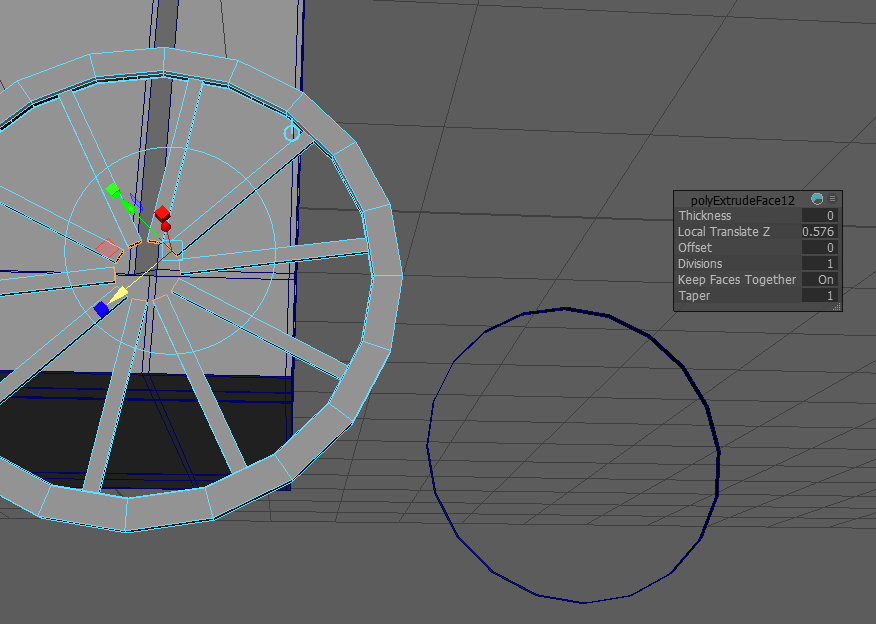 polyExtrudeFace12
Thickness 0
Local Translate Z 0.576
Offset 0
Divisions 1
Keep Faces Together On
Taper 1